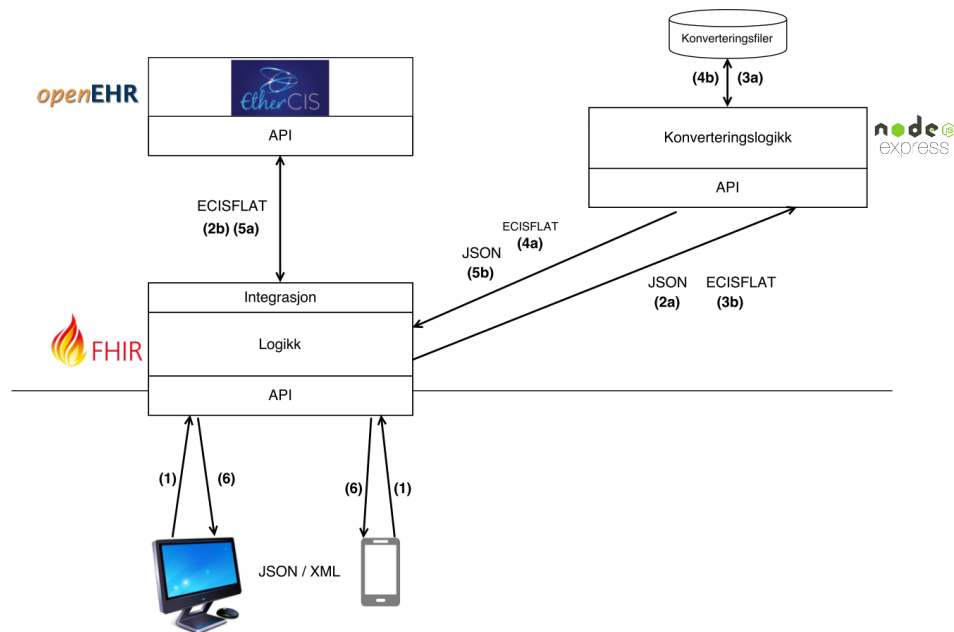 Konverteringsfiler
(4b) (3a)
openEHR
EtherCIS
API
Konverteringslogikk
API
node JS
express
ECISFLAT
(2b) (5a)
ECISFLAT
(4a)
JSON
(5b)
JSON ECISFLAT
(2a) (3b)
Integrasjon
Logikk
API
FHIR
(1) (6) (6) (1)
JSON / XML